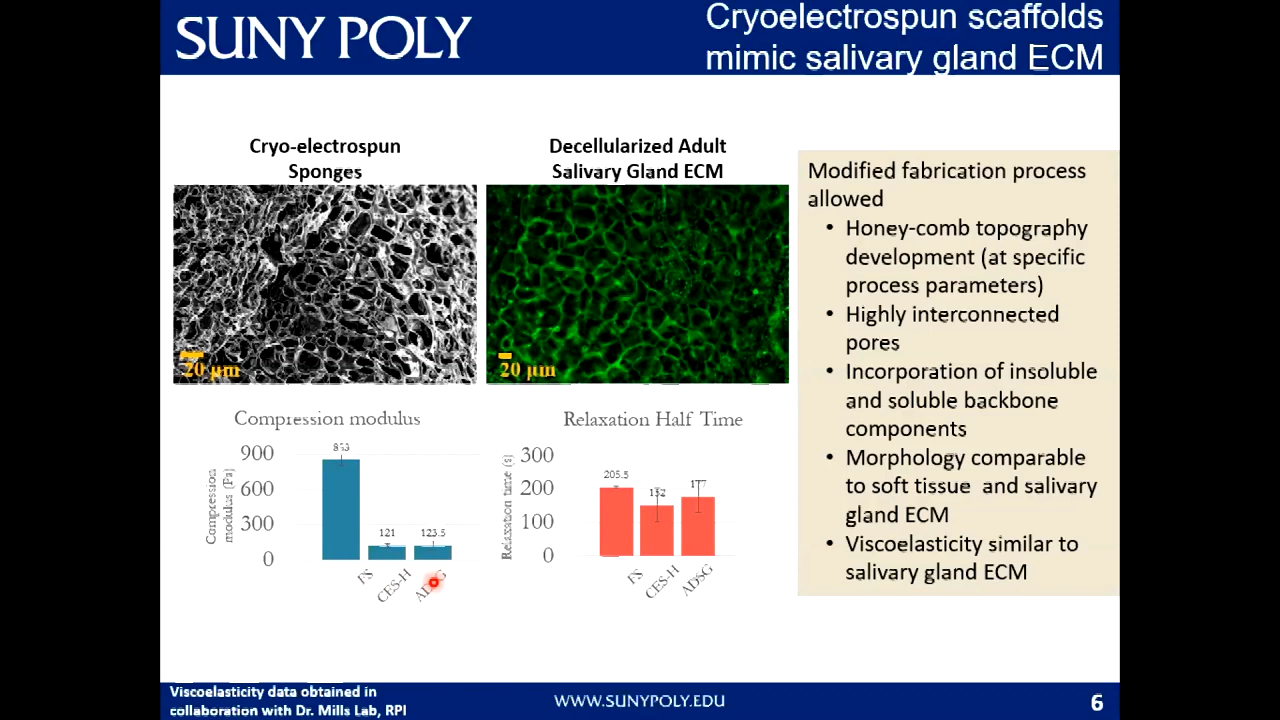 SUNY POLY
Cryoelectrospun scaffolds
mimic salivary gland ECM
Cryo-electrospun
Sponges
20 μm
Decellularized Adult
Salivary Gland ECM
20 μm
Compression modulus
Compression
modulus (Pa)
900
600
300
0
121
123.5
FS
CES-H
Relaxation Half Time
Relaxation time (s)
300
200
100
0
205.5
152
177
FS
CES-H
ADSG
Modified fabrication process
allowed
• Honey-comb topography
development (at specific
process parameters)
• Highly interconnected
pores
• Incorporation of insoluble
and soluble backbone
components
• Morphology comparable
to soft tissue and salivary
gland ECM
• Viscoelasticity similar to
salivary gland ECM
Viscoelasticity data obtained in
collaboration with Dr. Mills Lab, RPI
WWW.SUNYPOLY.EDU
6